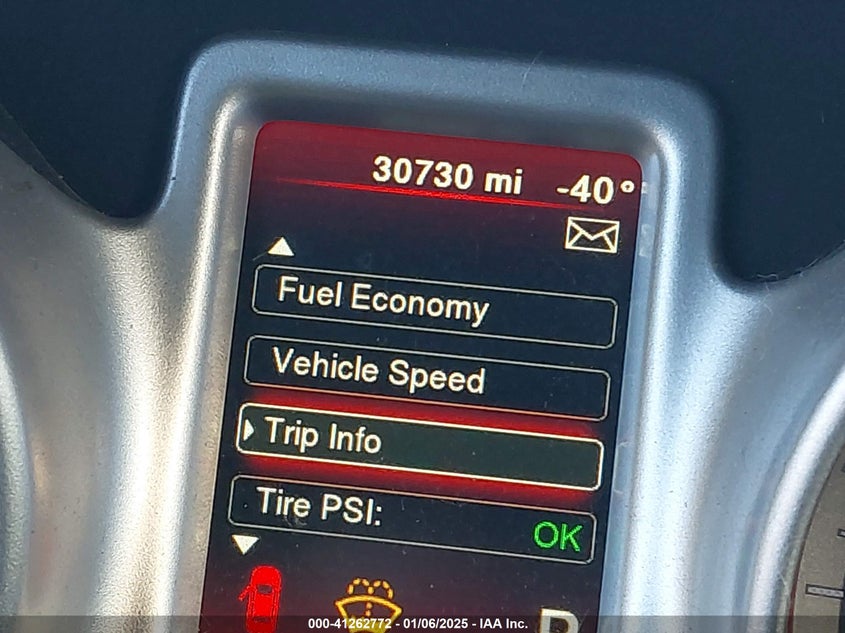 30730 mi -40°
Fuel Economy
Vehicle Speed
Trip Info
Tire PSI:
OK
P
000-41262772 - 01/06/2025 - IAA Inc.